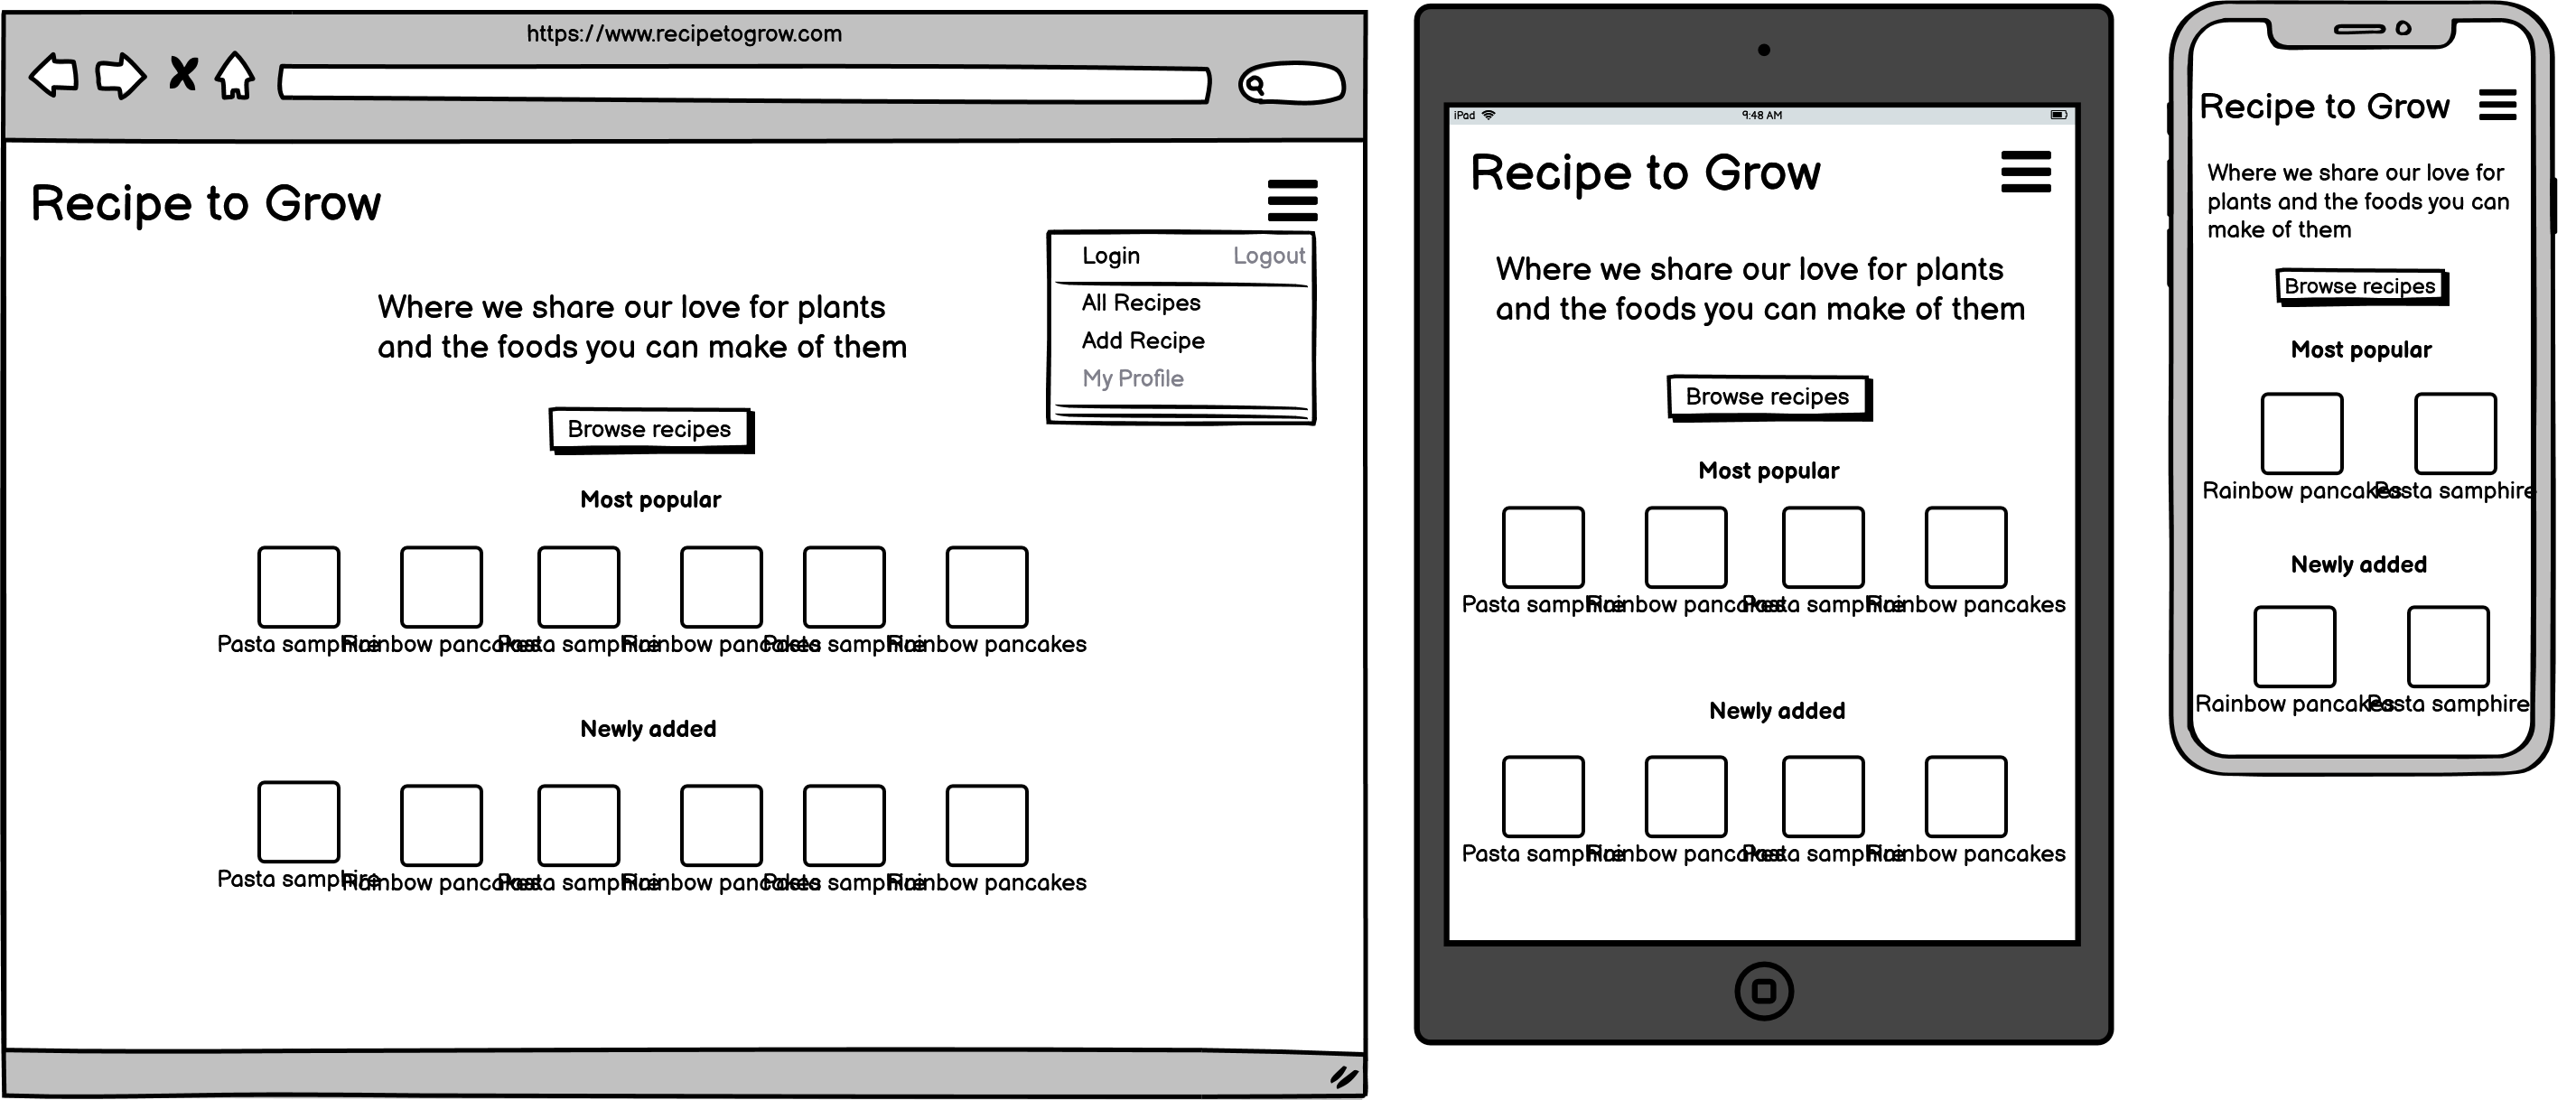 https://www.recipetogrow.com
Recipe to Grow
Login Logout
All Recipes
Add Recipe
My Profile
Where we share our love for plants
and the foods you can make of them
Browse recipes
Most popular
Pasta samphire Rainbow pancakes Pasta samphire Rainbow pancakes Pasta samphire Rainbow pancakes
Newly added
Pasta samphire Rainbow pancakes Pasta samphire Rainbow pancakes Pasta samphire Rainbow pancakes
iPad 9:48 AM
Recipe to Grow
Where we share our love for plants
and the foods you can make of them
Browse recipes
Most popular
Pasta samphire Rainbow pancakes Pasta samphire Rainbow pancakes
Newly added
Pasta samphire Rainbow pancakes Pasta samphire Rainbow pancakes
Recipe to Grow
Where we share our love for
plants and the foods you can
make of them
Browse recipes
Most popular
Rainbow pancakes Pasta samphire
Newly added
Rainbow pancakes Pasta samphire